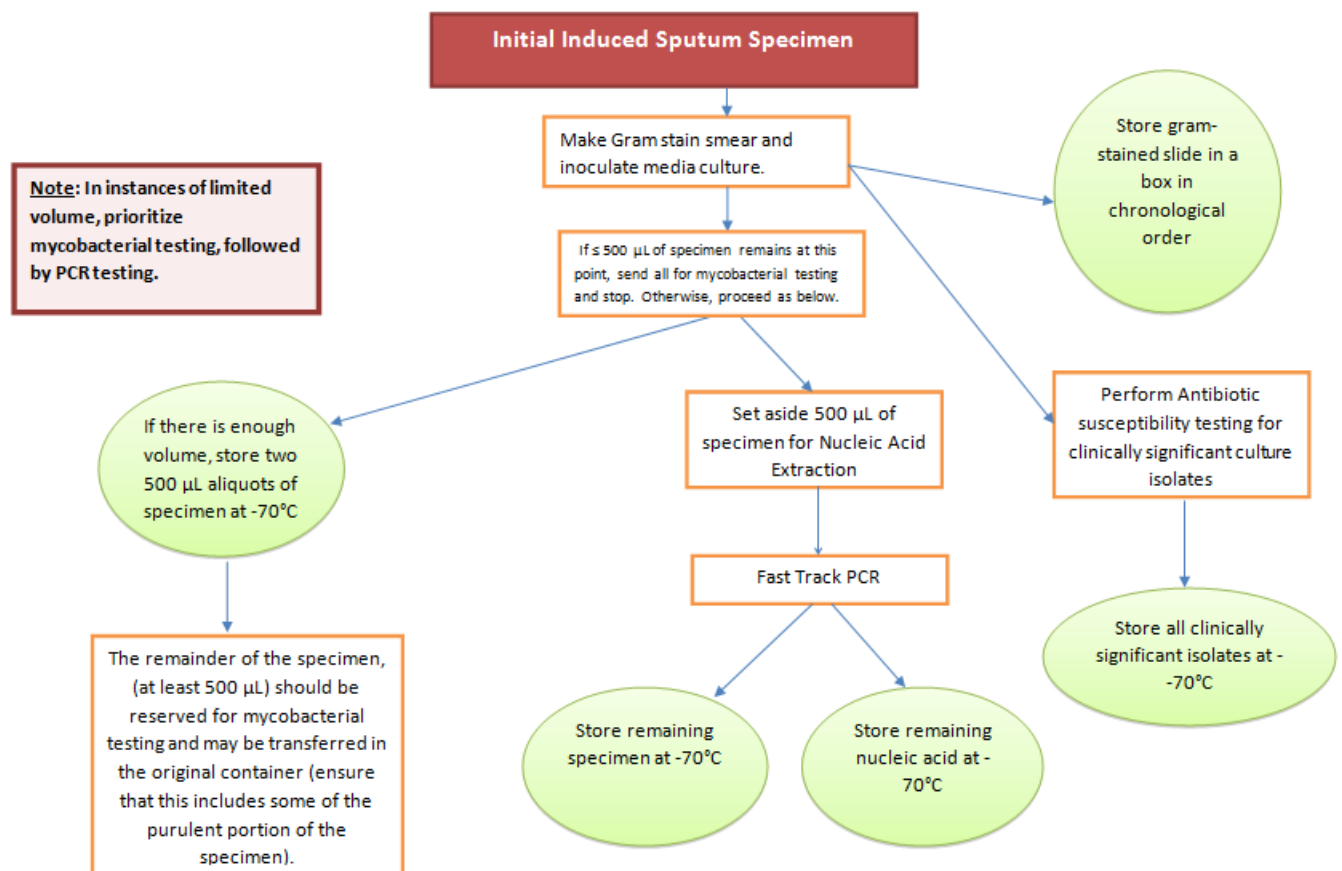 Initial Induced Sputum Specimen
Make Gram stain smear and
inoculate media culture.
Store gram-
stained slide in a
box in
chronological
order
Note: In instances of limited
volume, prioritize
mycobacterial testing, followed
by PCR testing.
If ≤ 500 µL of specimen remains at this
point, send all for mycobacterial testing
and stop. Otherwise, proceed as below.
If there is enough
volume, store two
500 µL aliquots of
specimen at -70°C
Set aside 500 µL of
specimen for Nucleic Acid
Extraction
Perform Antibiotic
susceptibility testing for
clinically significant culture
isolates
Fast Track PCR
Store all clinically
significant isolates at -
-70°C
The remainder of the specimen,
(at least 500 µL) should be
reserved for mycobacterial
testing and may be transferred in
the original container (ensure
that this includes some of the
purulent portion of the
specimen).
Store remaining
specimen at -70°C
Store remaining
nucleic acid at -
70°C